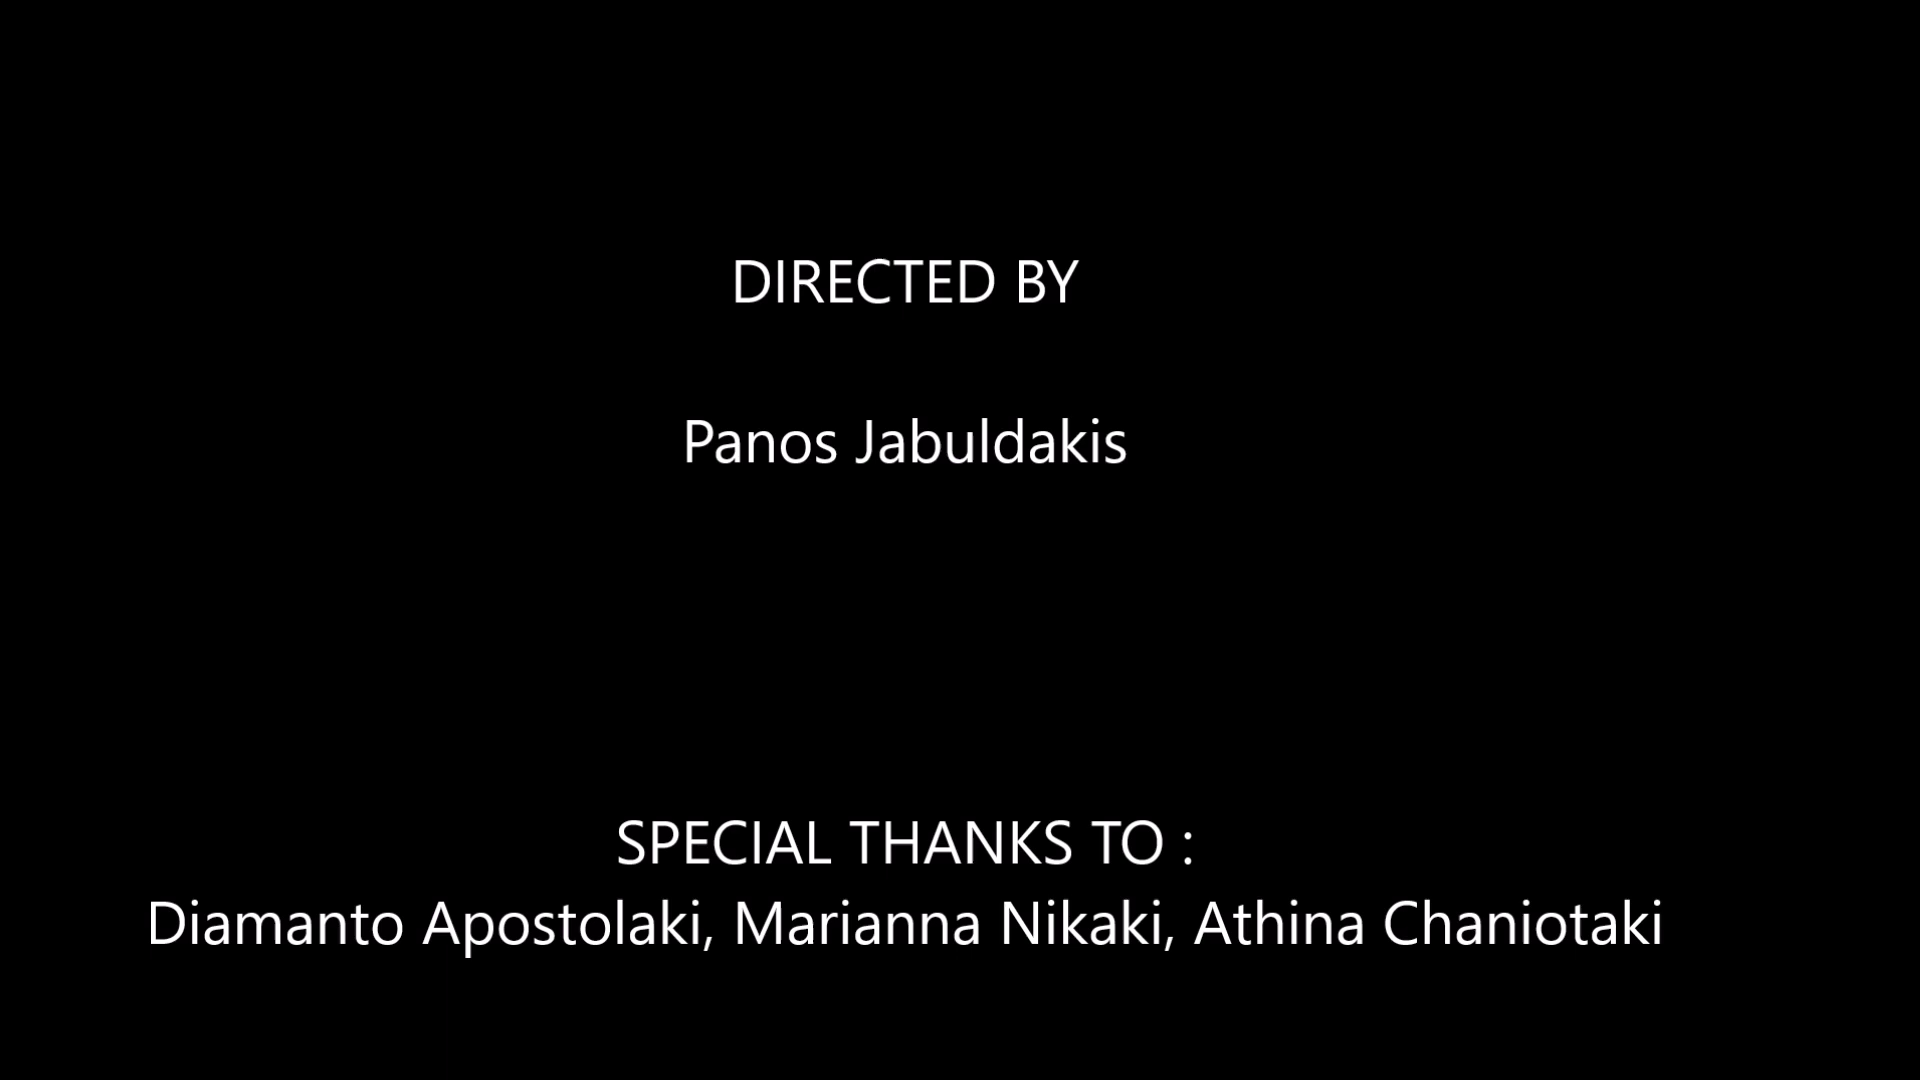 DIRECTED BY
Panos Jabuldakis
SPECIAL THANKS TO :
Diamanto Apostolaki, Marianna Nikaki, Athina Chaniotaki